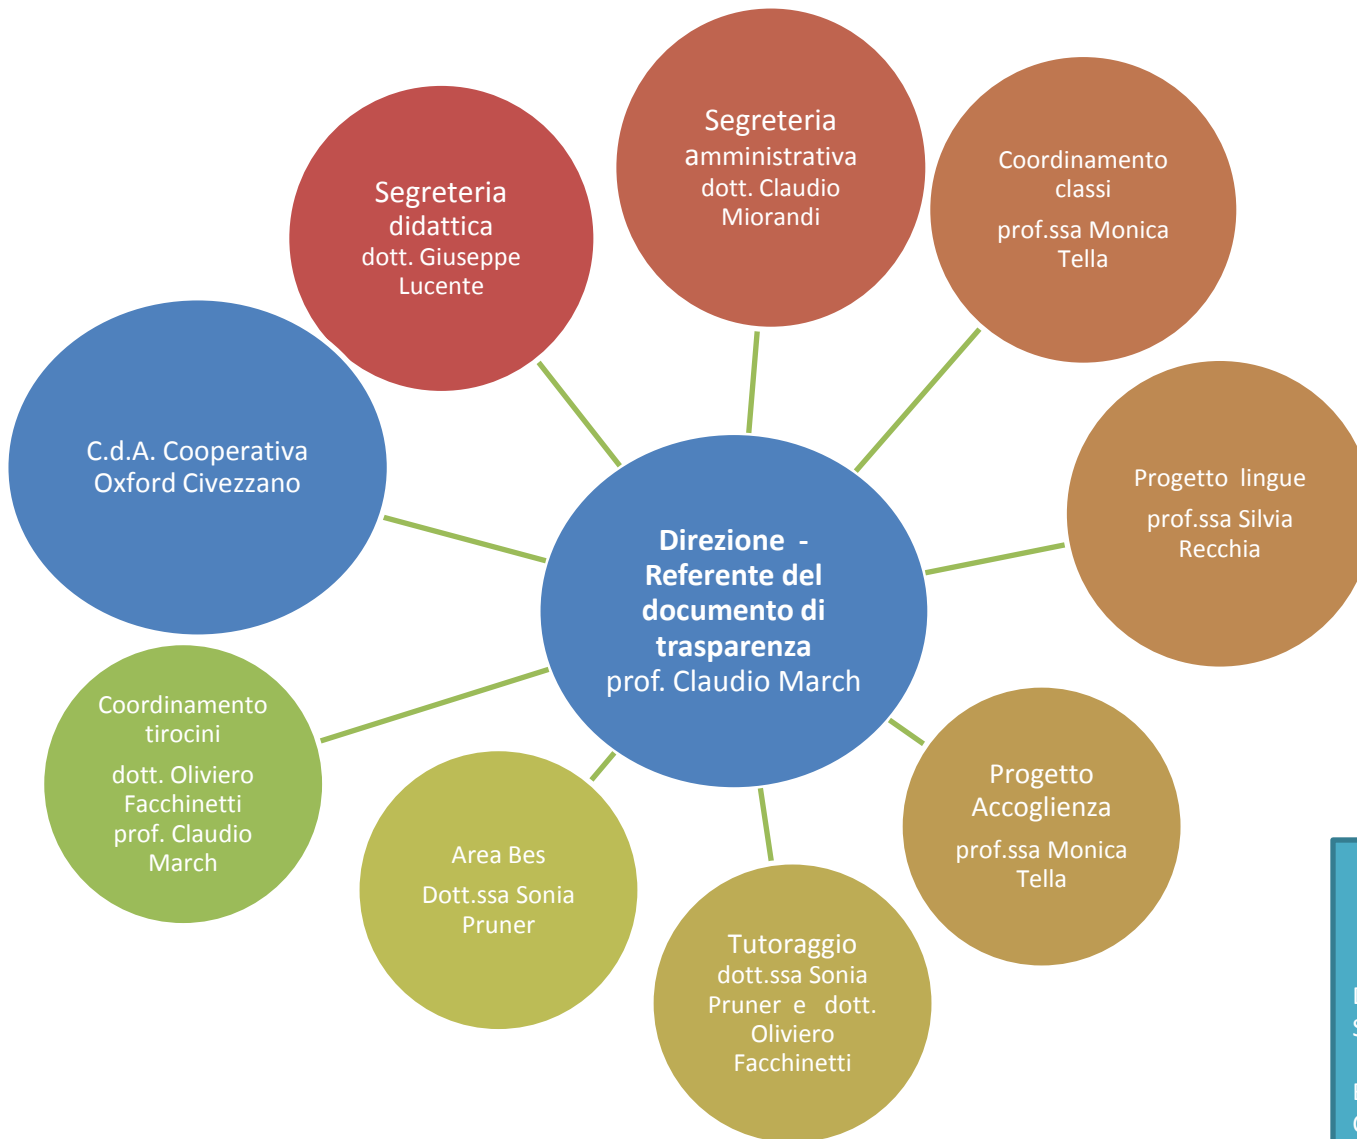 Segreteria
amministrativa
dott. Claudio
Miorandi
Coordinamento
classi
prof.ssa Monica
Tella
Segreteria
didattica
dott. Giuseppe
Lucente
C.d.A. Cooperativa
Oxford Civezzano
Progetto lingue
prof.ssa Silvia
Recchia
Direzione -
Referente del
documento di
trasparenza
prof. Claudio March
Coordinamento
tirocini
dott. Oliviero
Facchinetti
prof. Claudio
March
Progetto
Accoglienza
prof.ssa Monica
Tella
Area Bes
Dott.ssa Sonia
Pruner
Tutoraggio
dott.ssa Sonia
Pruner e dott.
Oliviero
Facchinetti